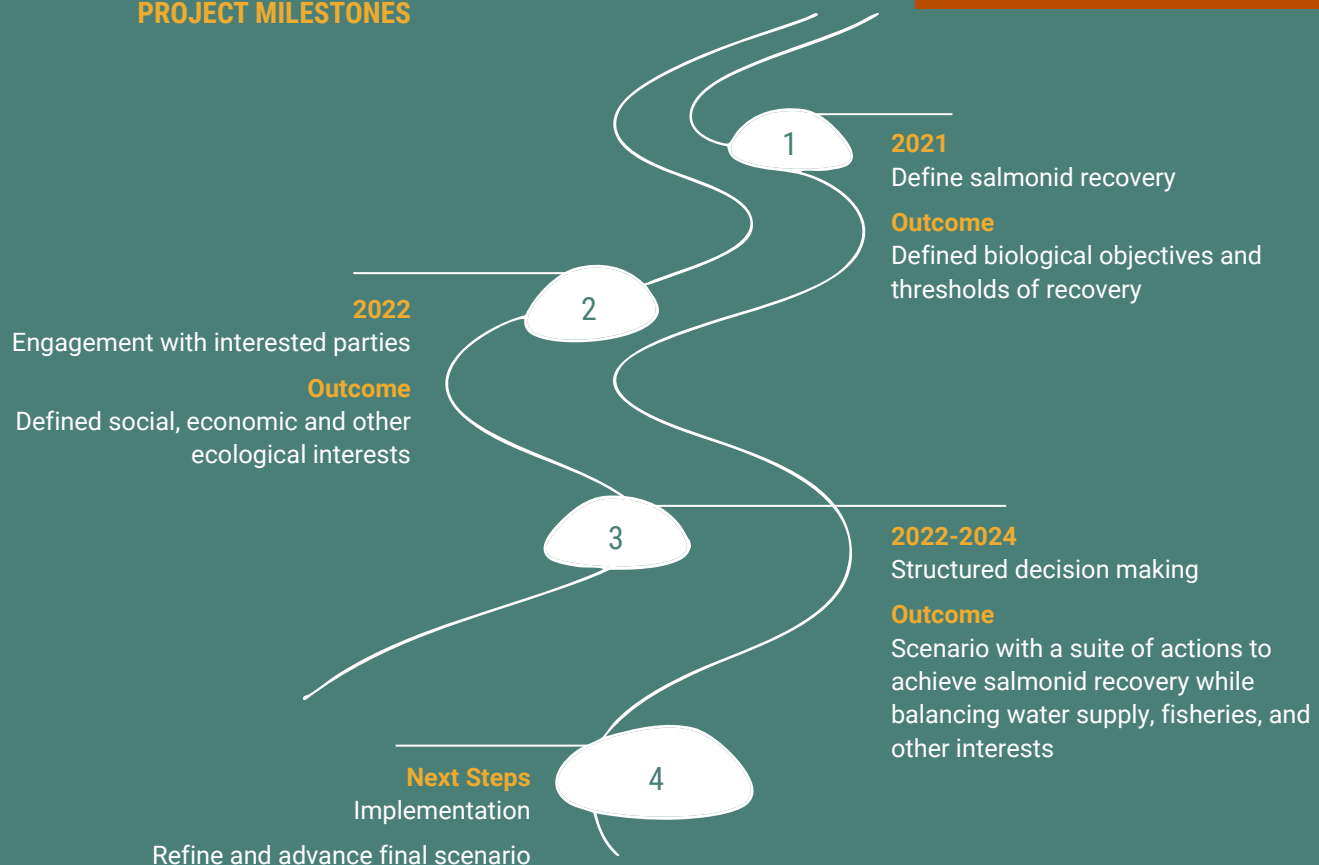 PROJECT MILESTONES
1
2021
Define salmonid recovery
Outcome
Defined biological objectives and
thresholds of recovery
2
2022
Engagement with interested parties
Outcome
Defined social, economic and other
ecological interests
3
2022-2024
Structured decision making
Outcome
Scenario with a suite of actions to
achieve salmonid recovery while
balancing water supply, fisheries, and
other interests
4
Next Steps
Implementation
Refine and advance final scenario